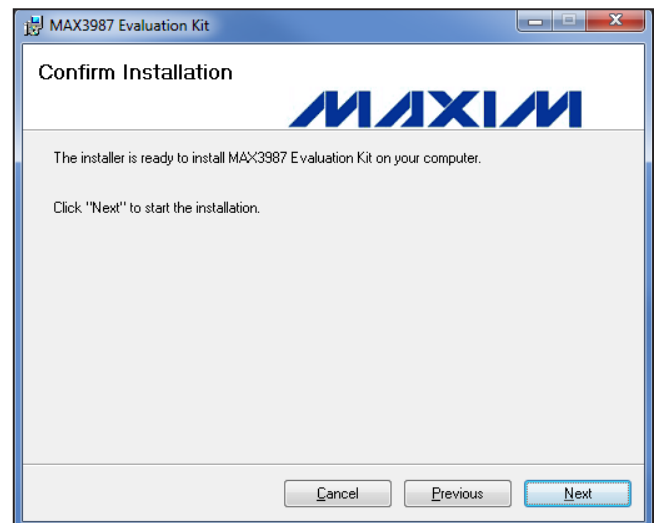 MAX3987 Evaluation Kit
Confirm Installation
MAXIM
The installer is ready to install MAX3987 Evaluation Kit on your computer.
Click "Next" to start the installation.
Cancel Previous Next